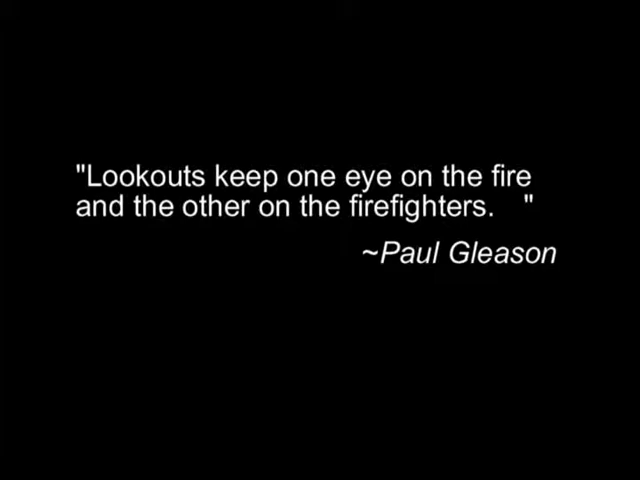 "Lookouts keep one eye on the fire
and the other on the firefighters.    "
~Paul Gleason